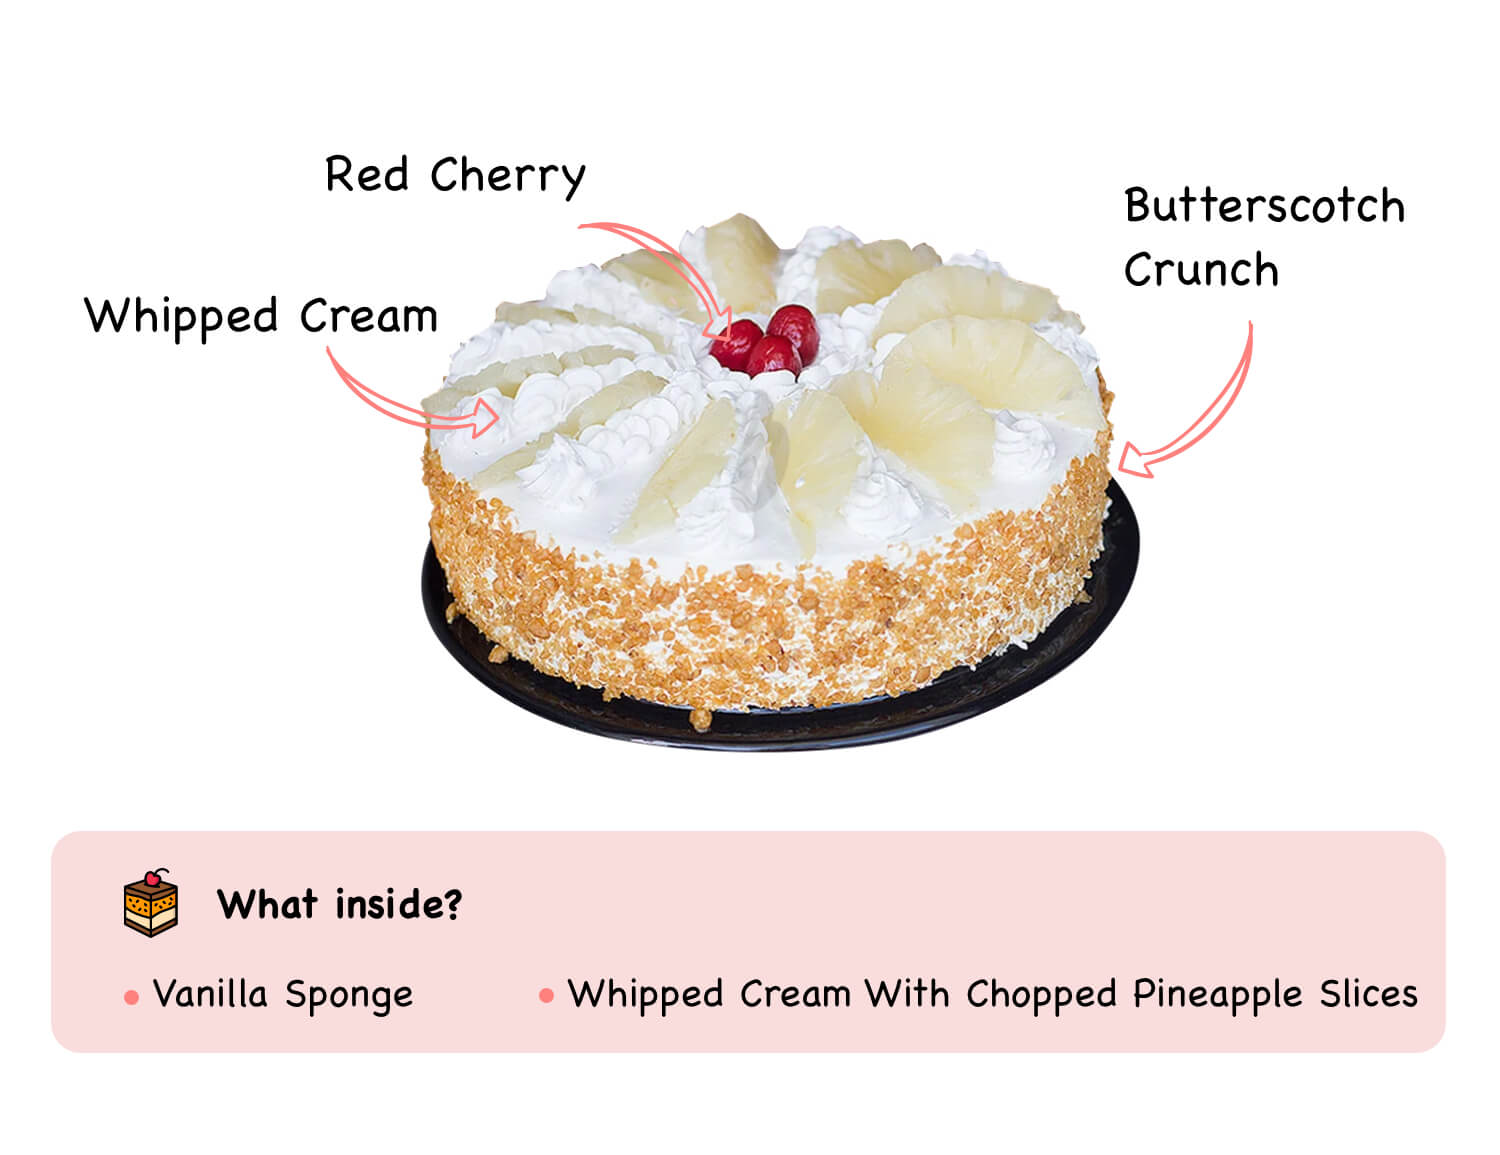 Red Cherry
Butterscotch
Crunch
Whipped Cream
What inside?
Vanilla Sponge
Whipped Cream With Chopped Pineapple Slices